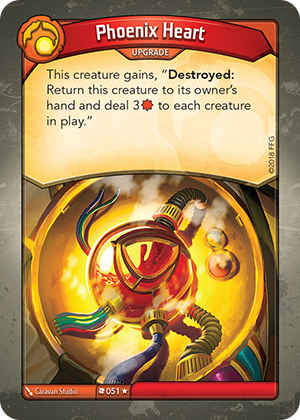 Phoenix Heart
UPGRADE
This creature gains, “Destroyed:
Return this creature to its owner’s
hand and deal 3 to each creature
in play.”
©2018 FFG
Caravan Studio
051